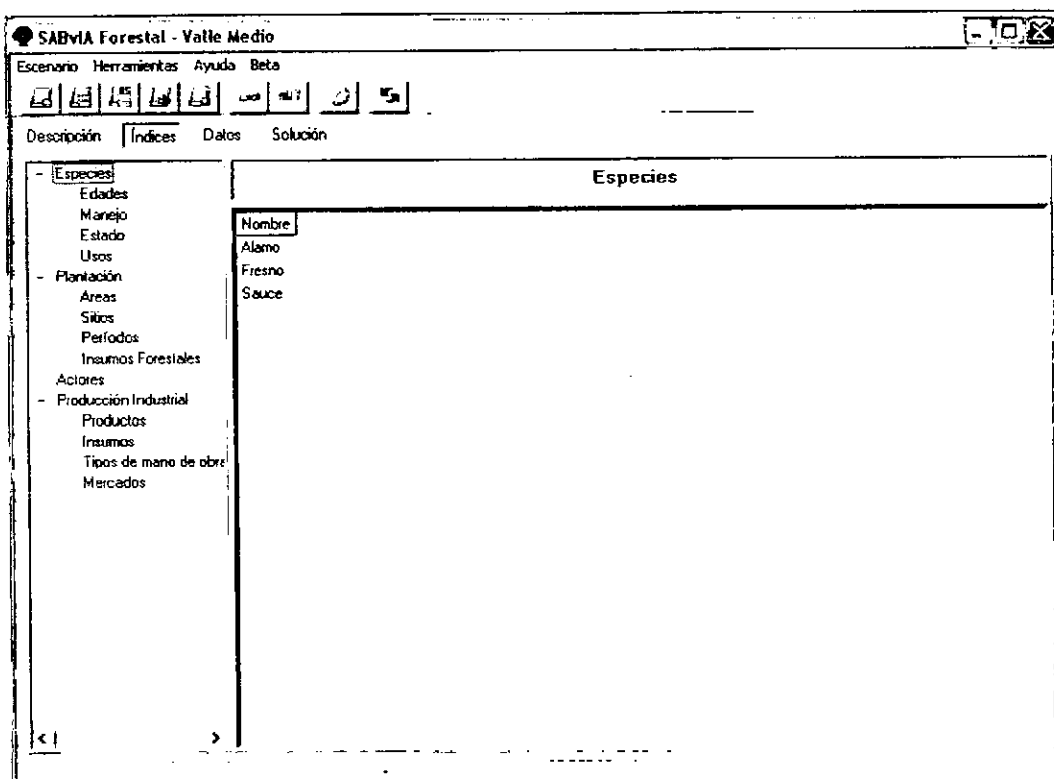 SABvIA Forestal - Valle Medio
Escenario Herramientas Ayuda Beta
Descripción Índices Datos Solución
- Especies
Edades
Manejo
Estado
Usos
- Plantación
Areas
Sitios
Períodos
Insumos Forestales
Actores
- Producción Industrial
Productos
Insumos
Tipos de mano de obra
Mercados
Especies
Nombre
Alamo
Fresno
Sauce